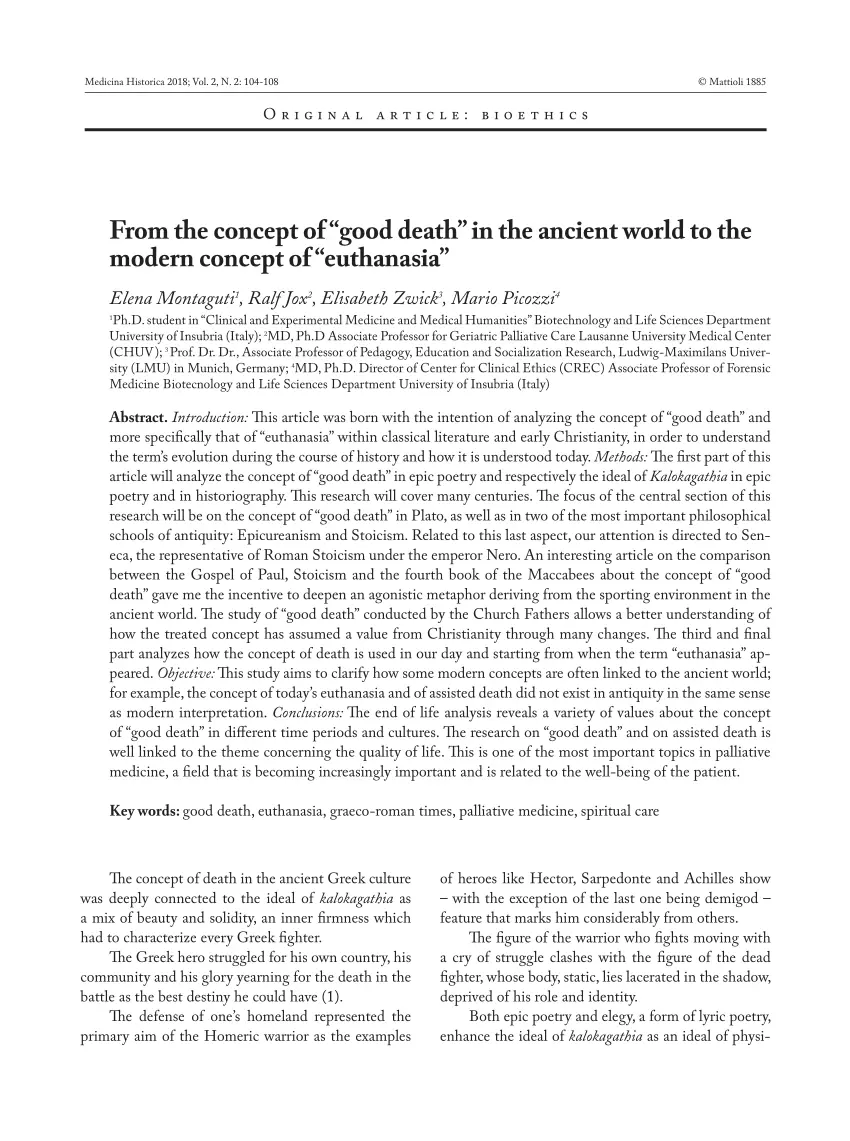 Medicina Historica 2018; Vol. 2, N. 2: 104-108
© Mattioli 1885
Original article: bioethics
From the concept of “good death” in the ancient world to the
modern concept of “euthanasia”
Elena Montaguti1, Ralf Jox2, Elisabeth Zwick3, Mario Picozzi4
1Ph.D. student in “Clinical and Experimental Medicine and Medical Humanities” Biotechnology and Life Sciences Department
University of Insubria (Italy); 2MD, Ph.D Associate Professor for Geriatric Palliative Care Lausanne University Medical Center
(CHUV); 3 Prof. Dr. Dr., Associate Professor of Pedagogy, Education and Socialization Research, Ludwig-Maximilans Univer-
sity (LMU) in Munich, Germany; 4MD, Ph.D. Director of Center for Clinical Ethics (CREC) Associate Professor of Forensic
Medicine Biotecnology and Life Sciences Department University of Insubria (Italy)
Abstract. Introduction: This article was born with the intention of analyzing the concept of “good death” and
more specifically that of “euthanasia” within classical literature and early Christianity, in order to understand
the term’s evolution during the course of history and how it is understood today. Methods: The first part of this
article will analyze the concept of “good death” in epic poetry and respectively the ideal of Kalokagathia in epic
poetry and in historiography. This research will cover many centuries. The focus of the central section of this
research will be on the concept of “good death” in Plato, as well as in two of the most important philosophical
schools of antiquity: Epicureanism and Stoicism. Related to this last aspect, our attention is directed to Sen-
eca, the representative of Roman Stoicism under the emperor Nero. An interesting article on the comparison
between the Gospel of Paul, Stoicism and the fourth book of the Maccabees about the concept of “good
death” gave me the incentive to deepen an agonistic metaphor deriving from the sporting environment in the
ancient world. The study of “good death” conducted by the Church Fathers allows a better understanding of
how the treated concept has assumed a value from Christianity through many changes. The third and final
part analyzes how the concept of death is used in our day and starting from when the term “euthanasia” ap-
peared. Objective: This study aims to clarify how some modern concepts are often linked to the ancient world;
for example, the concept of today’s euthanasia and of assisted death did not exist in antiquity in the same sense
as modern interpretation. Conclusions: The end of life analysis reveals a variety of values about the concept
of “good death” in different time periods and cultures. The research on “good death” and on assisted death is
well linked to the theme concerning the quality of life. This is one of the most important topics in palliative
medicine, a field that is becoming increasingly important and is related to the well-being of the patient.
Key words: good death, euthanasia, graeco-roman times, palliative medicine, spiritual care
The concept of death in the ancient Greek culture
was deeply connected to the ideal of kalokagathia as
a mix of beauty and solidity, an inner firmness which
had to characterize every Greek fighter.
The Greek hero struggled for his own country, his
community and his glory yearning for the death in the
battle as the best destiny he could have (1).
The defense of one’s homeland represented the
primary aim of the Homeric warrior as the examples
of heroes like Hector, Sarpedonte and Achilles show
– with the exception of the last one being demigod –
feature that marks him considerably from others.
The figure of the warrior who fights moving with
a cry of struggle clashes with the figure of the dead
fighter, whose body, static, lies lacerated in the shadow,
deprived of his role and identity.
Both epic poetry and elegy, a form of lyric poetry,
enhance the ideal of kalokagathia as an ideal of physi-